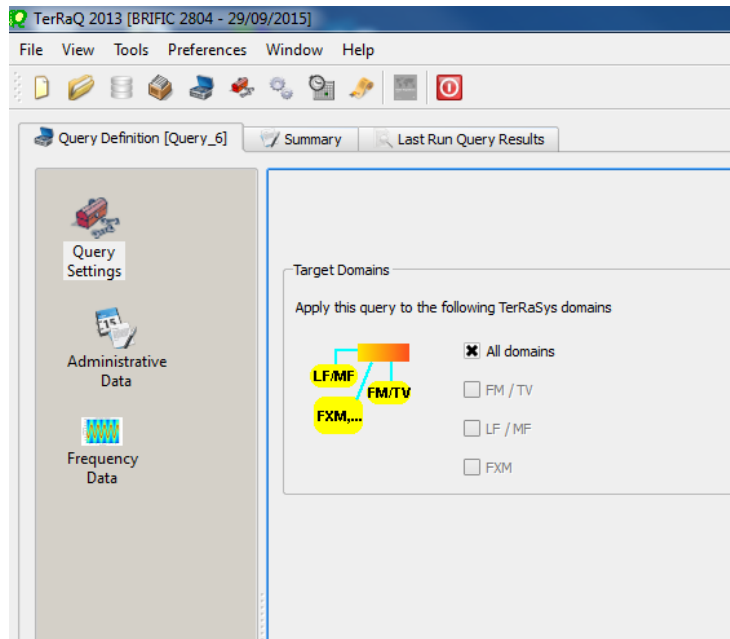 TerRaQ 2013 [BRIFIC 2804 - 29/09/2015]
File View Tools Preferences Window Help
Query Definition [Query_6] Summary Last Run Query Results
Query
Settings
Administrative
Data
Frequency
Data
Target Domains
Apply this query to the following TerRaSys domains
LF/MF
FM/TV
FXM,...
All domains
FM / TV
LF / MF
FXM